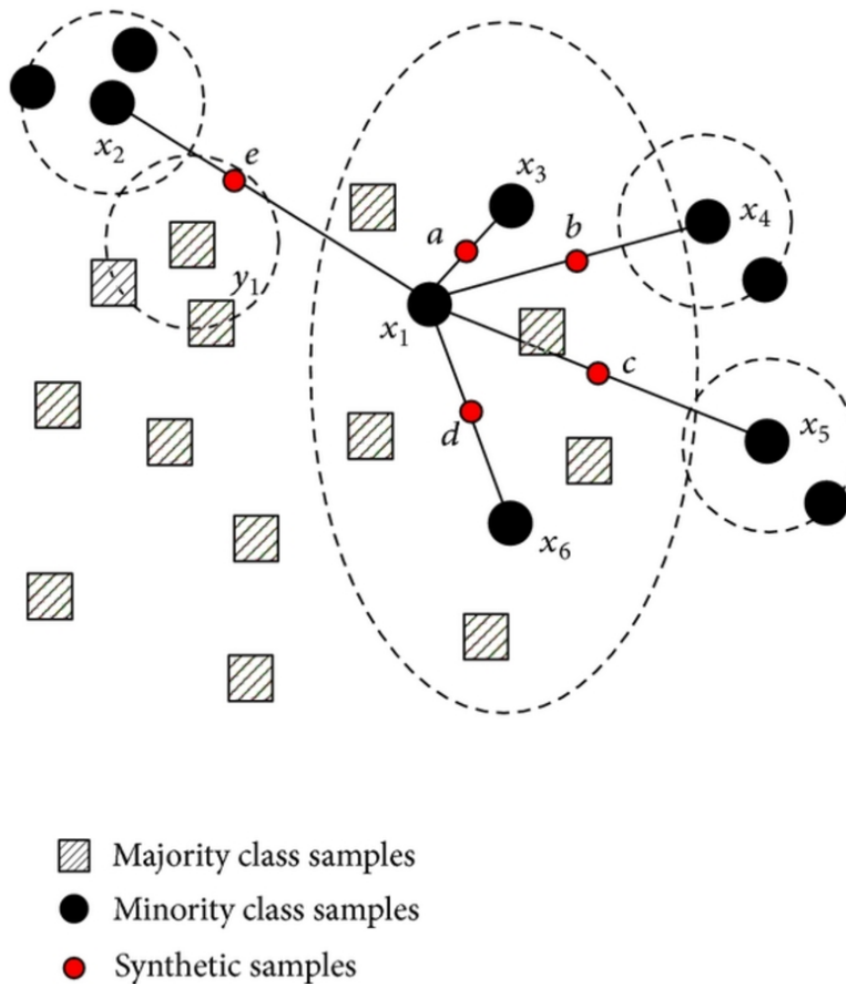 x₂
e
x₃
a
b
x₄
y₁
x₁
c
x₅
d
x₆
Majority class samples
Minority class samples
Synthetic samples